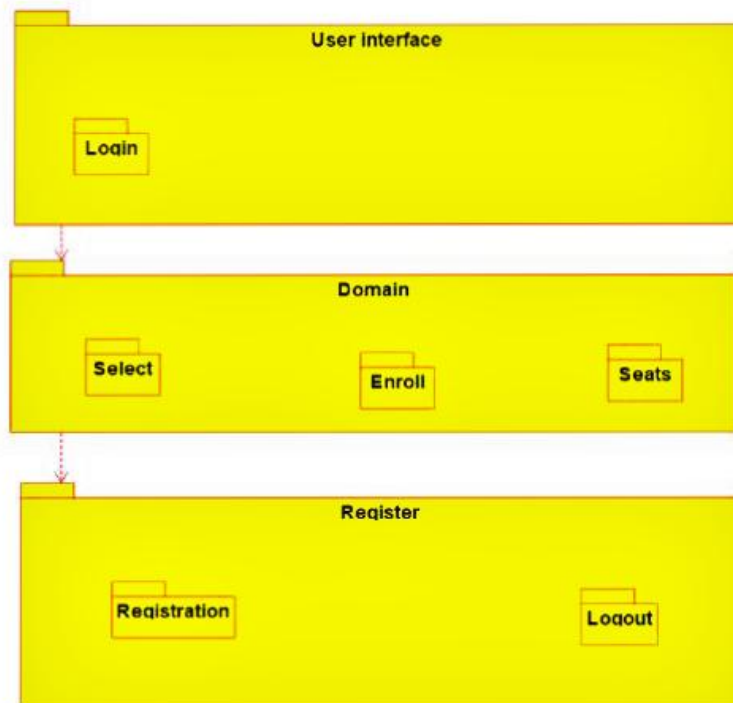 User interface
Login
Domain
Select
Enroll
Seats
Register
Registration
Logout